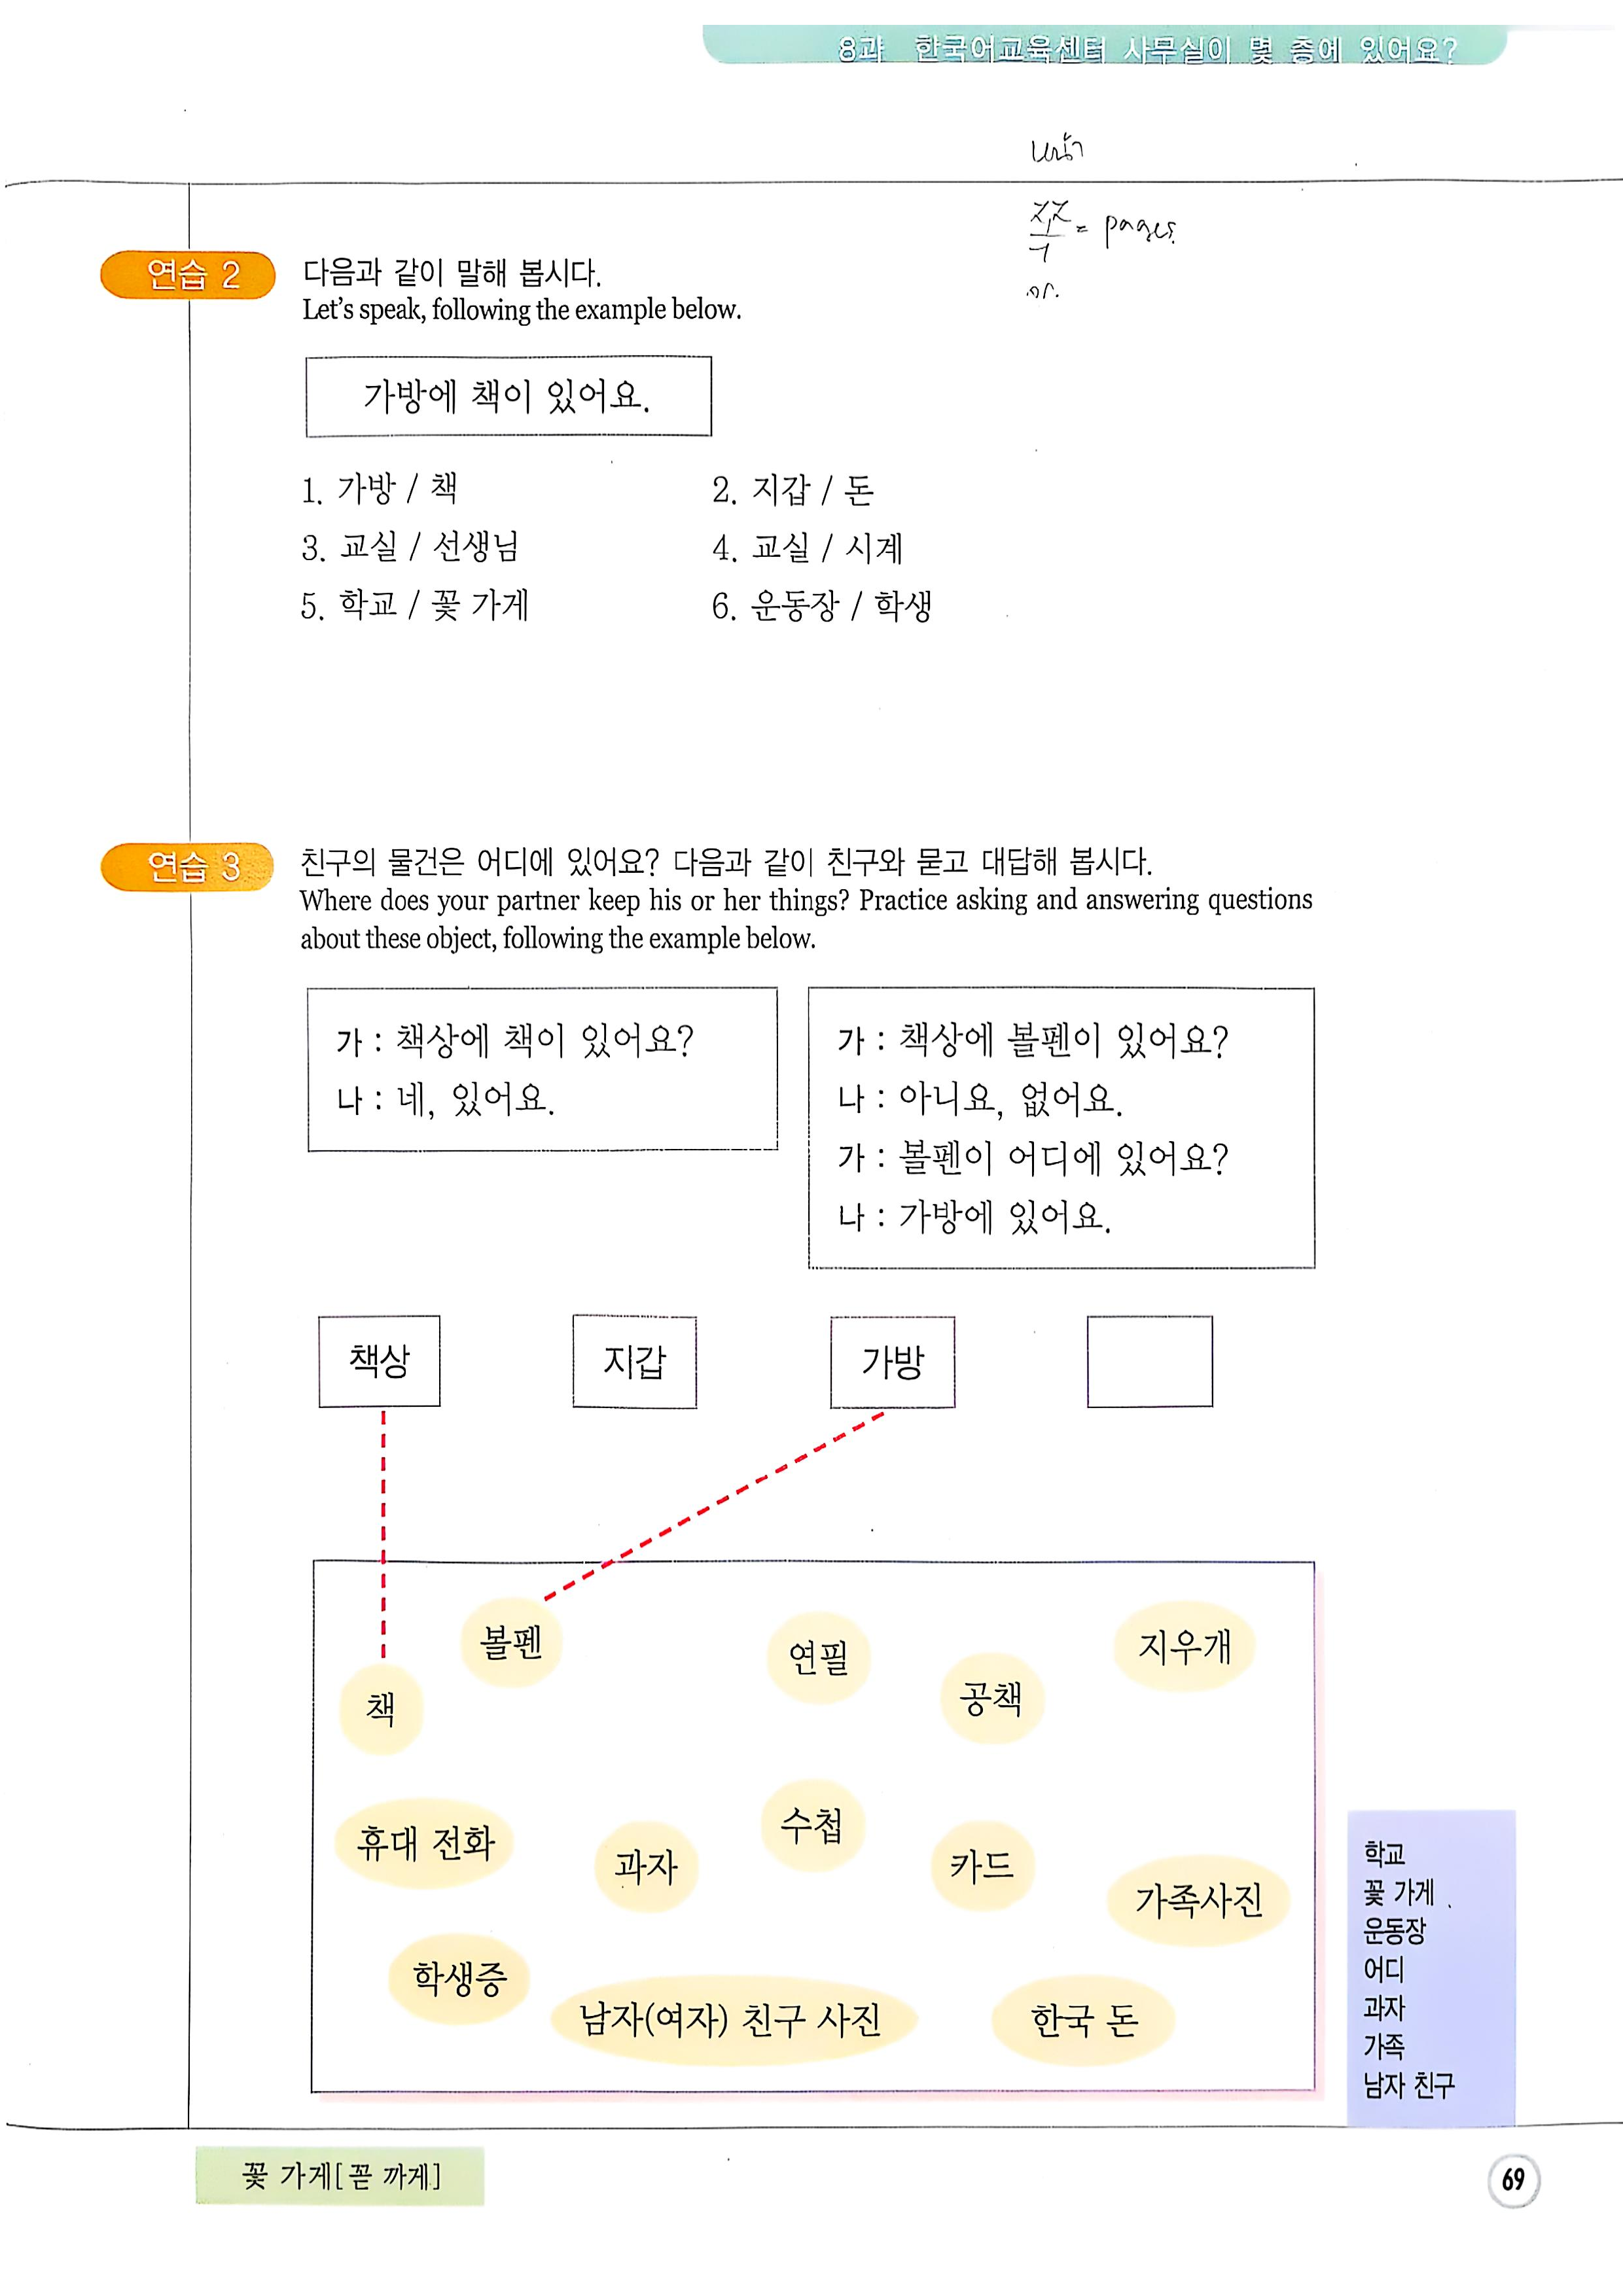 8과 한국어교육센터 사무실이 몇 층에 있어요?
หน้า
쪽 = pages.
or.
연습 2
다음과 같이 말해 봅시다.
Let's speak, following the example below.
가방에 책이 있어요.
1. 가방 / 책
2. 지갑 / 돈
3. 교실 / 선생님
4. 교실 / 시계
5. 학교 / 꽃 가게
6. 운동장 / 학생
연습 3
친구의 물건은 어디에 있어요? 다음과 같이 친구와 묻고 대답해 봅시다.
Where does your partner keep his or her things? Practice asking and answering questions
about these object, following the example below.
가 : 책상에 책이 있어요?
나 : 네, 있어요.
가 : 책상에 볼펜이 있어요?
나 : 아니요, 없어요.
가 : 볼펜이 어디에 있어요?
나 : 가방에 있어요.
책상
지갑
가방
볼펜
연필
지우개
책
공책
휴대 전화
과자
수첩
카드
가족사진
학생증
남자(여자) 친구 사진
한국 돈
학교
꽃 가게
운동장
어디
과자
가족
남자 친구
꽃 가게[꼳 까게]
69